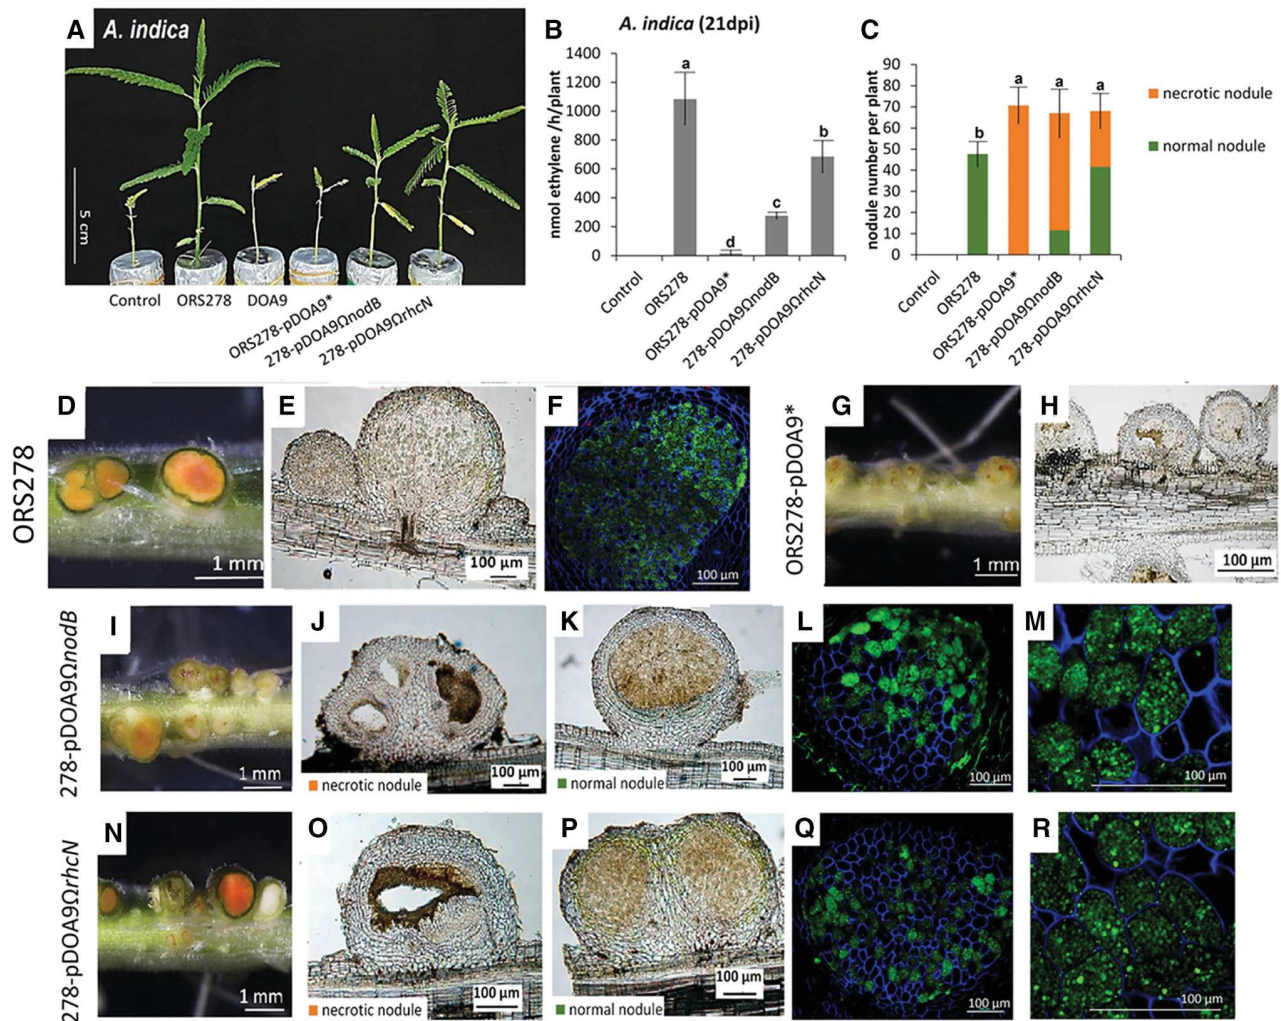 A
A. indica
5 cm
Control
ORS278
DOA9
ORS278-pDOA9*
278-pDOA9ΩnodB
278-pDOA9ΩrhcN
B
A. indica (21dpi)
nmol ethylene /h/plant
1400
1200
1000
800
600
400
200
0
a
d
c
b
Control
ORS278
ORS278-pDOA9*
278-pDOA9ΩnodB
278-pDOA9ΩrhcN
C
nodule number per plant
90
80
70
60
50
40
30
20
10
0
b
a
a
a
Control
ORS278
ORS278-pDOA9*
278-pDOA9ΩnodB
278-pDOA9ΩrhcN
necrotic nodule
normal nodule
ORS278
D
1 mm
E
100 µm
F
100 µm
ORS278-pDOA9*
G
1 mm
H
100 µm
278-pDOA9ΩnodB
I
1 mm
J
100 µm
necrotic nodule
K
100 µm
normal nodule
L
100 µm
M
100 µm
278-pDOA9ΩrhcN
N
1 mm
O
100 µm
necrotic nodule
P
100 µm
normal nodule
Q
100 µm
R
100 µm